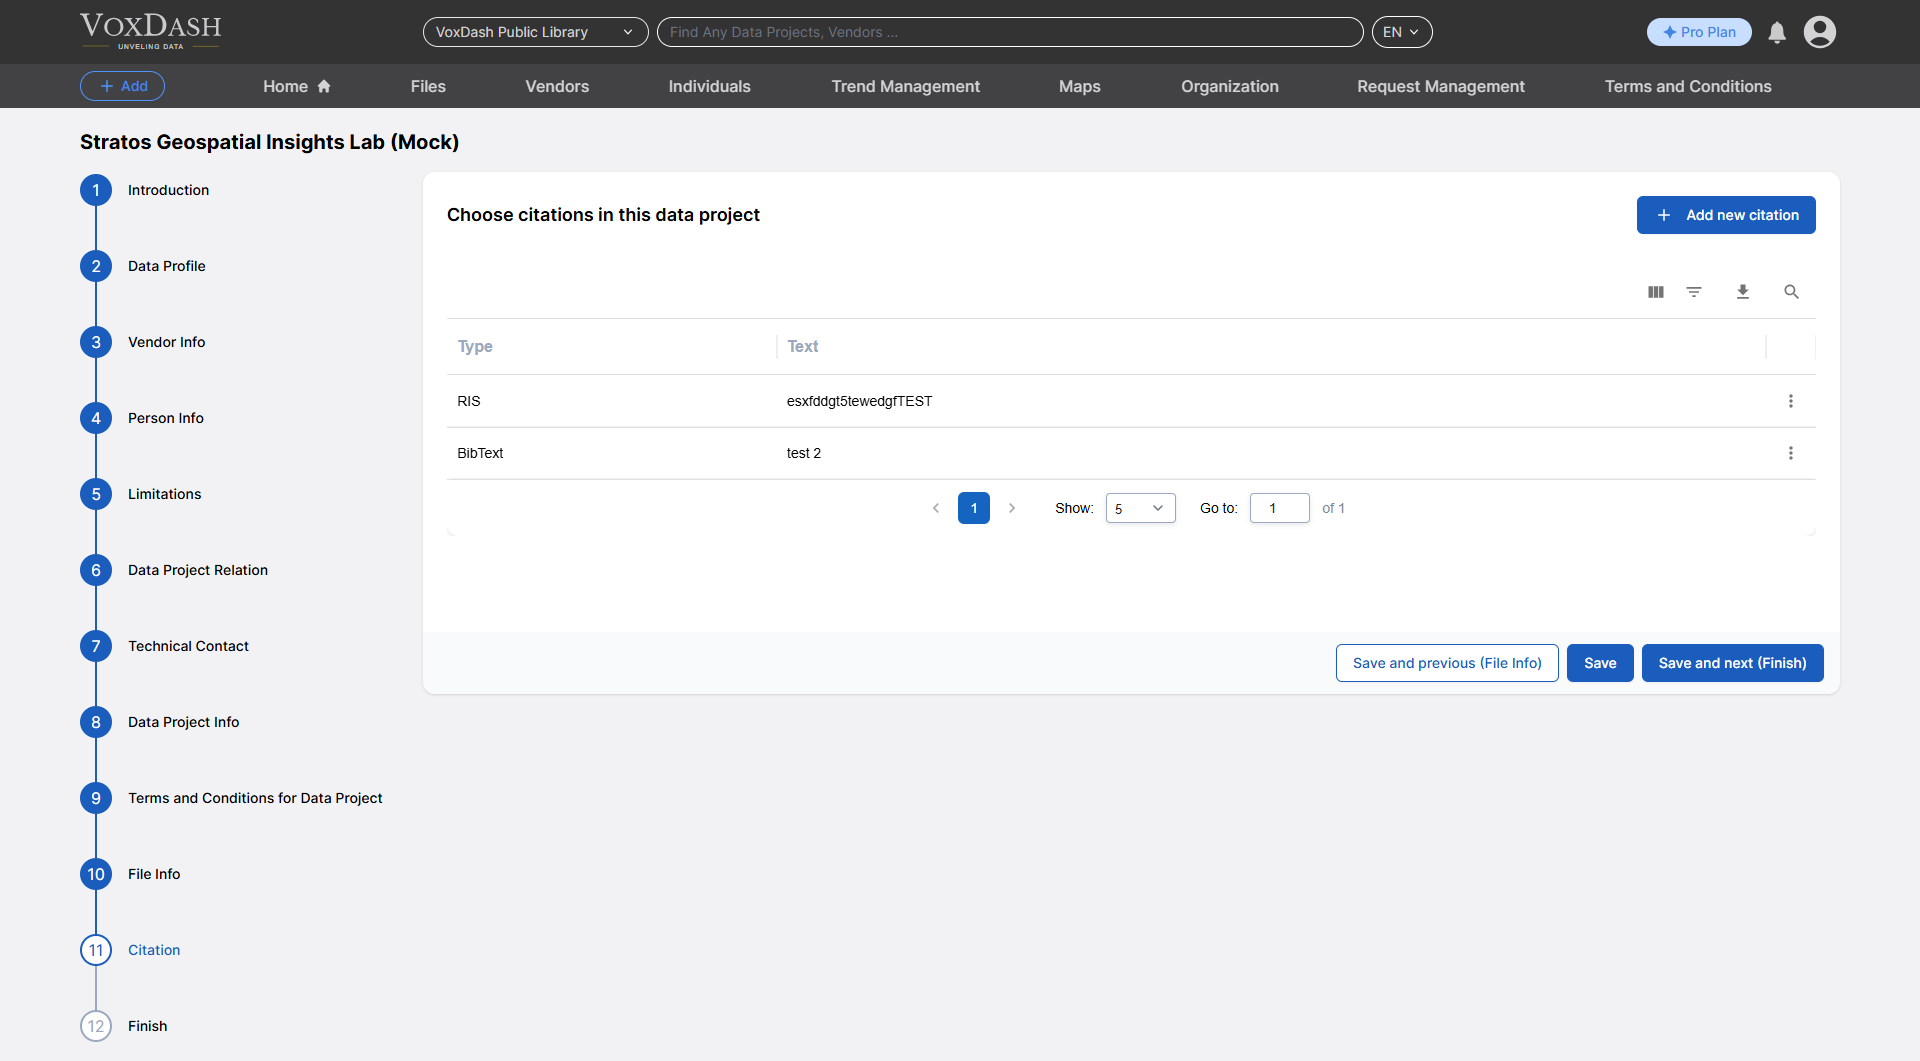 VOXDASH
UNVELING DATA
VoxDash Public Library
Find Any Data Projects, Vendors ...
EN
Pro Plan
Add
Home
Files
Vendors
Individuals
Trend Management
Maps
Organization
Request Management
Terms and Conditions
Stratos Geospatial Insights Lab (Mock)
1 Introduction
2 Data Profile
3 Vendor Info
4 Person Info
5 Limitations
6 Data Project Relation
7 Technical Contact
8 Data Project Info
9 Terms and Conditions for Data Project
10 File Info
11 Citation
12 Finish
Choose citations in this data project
Add new citation
Type Text
RIS esxfddgt5tewedgfTEST
BibText test 2
1 Show: 5 Go to: 1 of 1
Save and previous (File Info)
Save
Save and next (Finish)